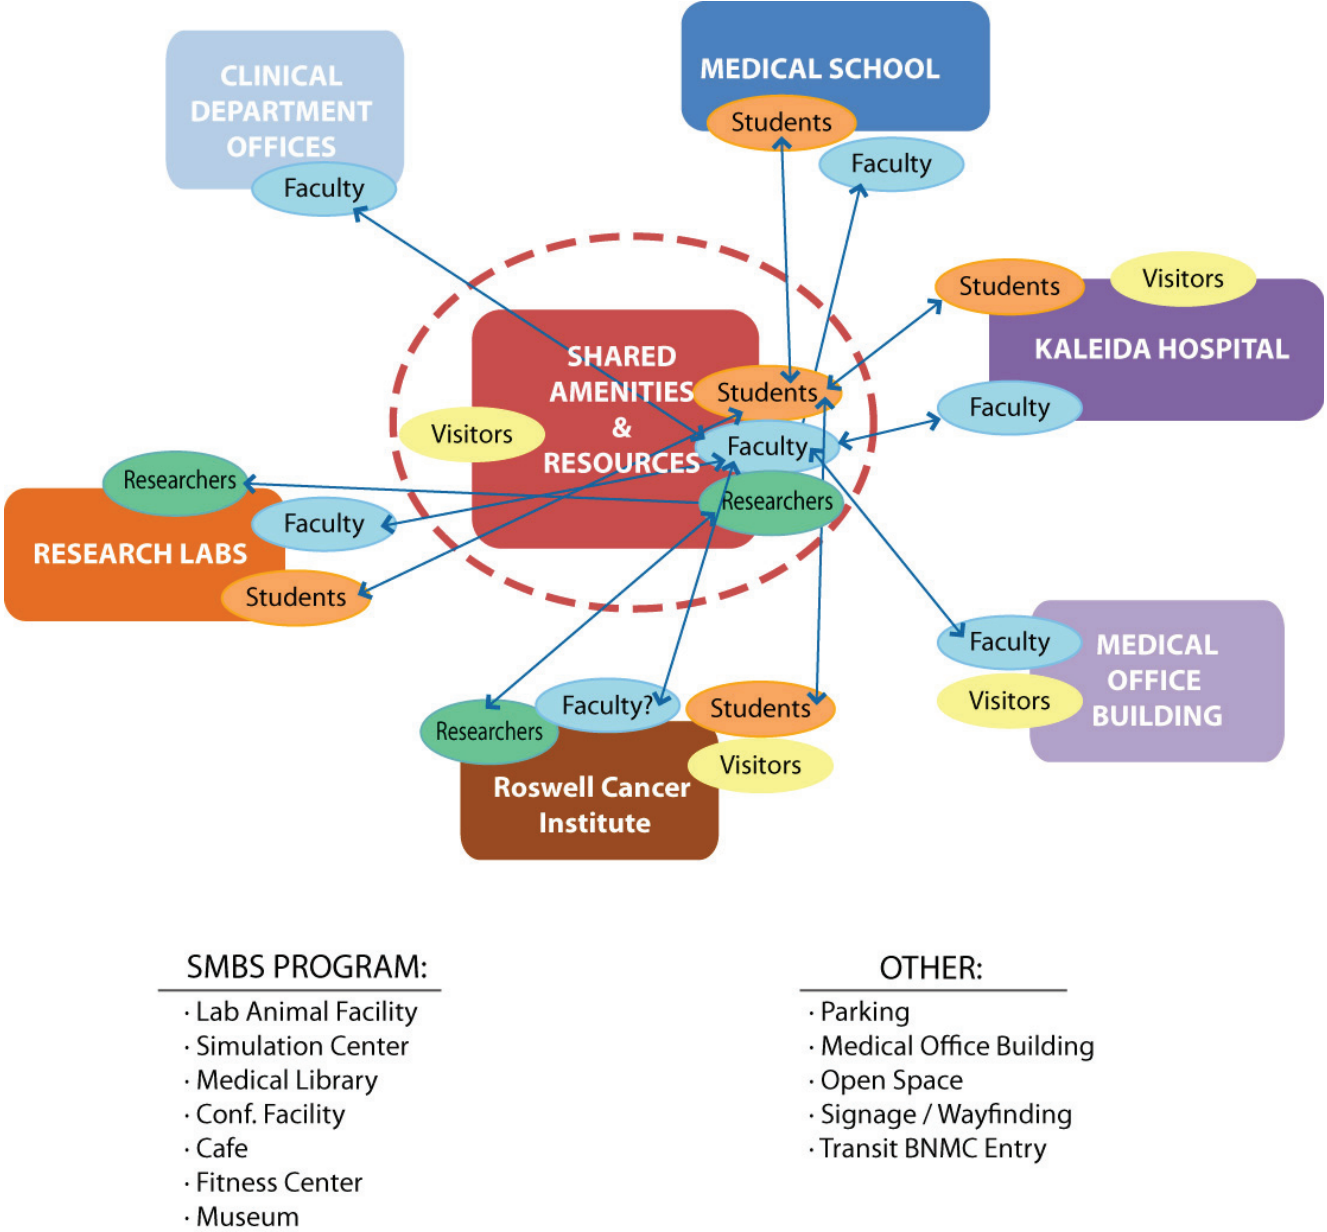 CLINICAL
DEPARTMENT
OFFICES
Faculty
MEDICAL SCHOOL
Students
Faculty
Students
Visitors
KALEIDA HOSPITAL
Faculty
SHARED
AMENITIES
&
RESOURCES
Students
Faculty
Researchers
Visitors
Researchers
Faculty
RESEARCH LABS
Students
Faculty
Visitors
MEDICAL
OFFICE
BUILDING
Researchers
Faculty?
Students
Visitors
Roswell Cancer
Institute
SMBS PROGRAM:
· Lab Animal Facility
· Simulation Center
· Medical Library
· Conf. Facility
· Cafe
· Fitness Center
· Museum
OTHER:
· Parking
· Medical Office Building
· Open Space
· Signage / Wayfinding
· Transit BNMC Entry